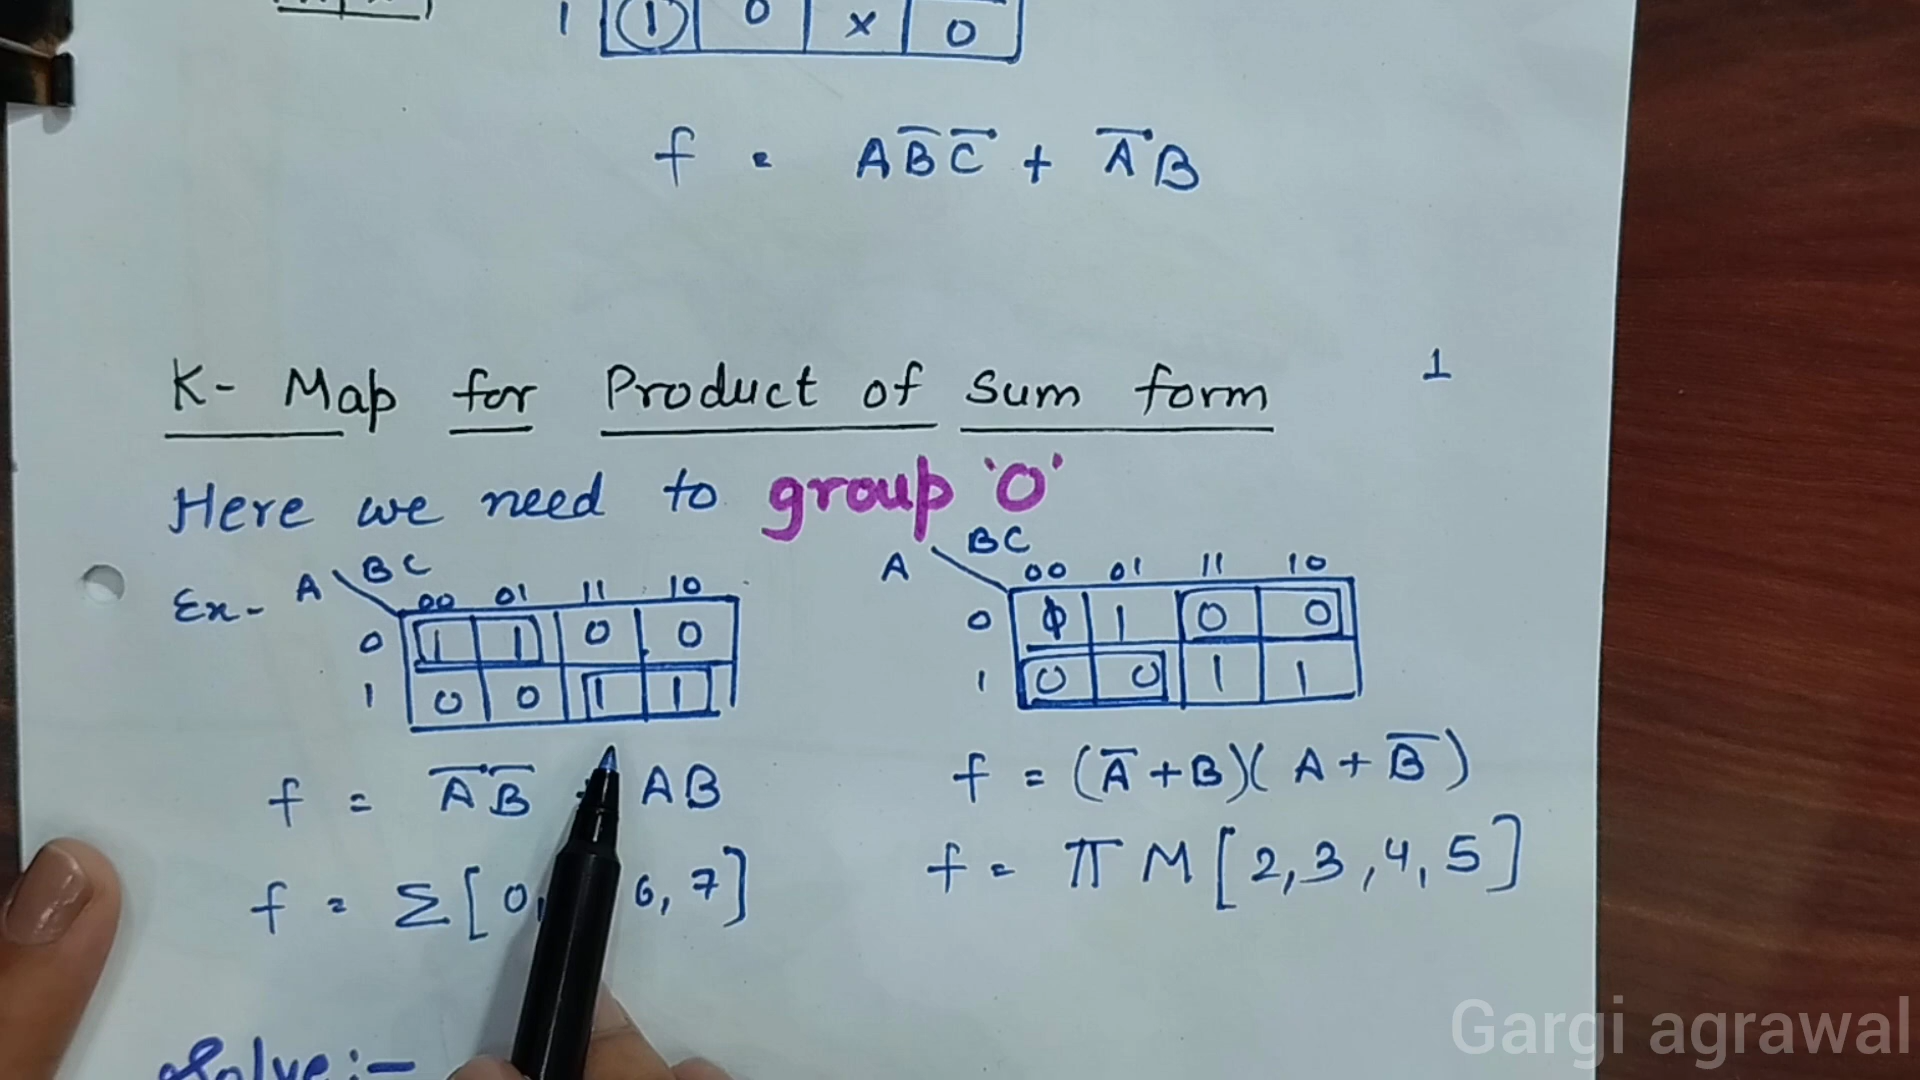 1 1 0 x 0
f = AB̅C̅ + A̅B
K- Map for Product of Sum form 1
Here we need to group '0'
Ex- A BC
00 01 11 10
0 1 1 0 0
1 0 0 1 1
f = A̅B̅ AB
f = Σ[0, 6, 7]
A BC
00 01 11 10
0 1 0 0
1 0 0 1 1
f = (A̅+B)(A+B̅)
f = π M [2,3,4,5]
Solve:-
Gargi agrawal